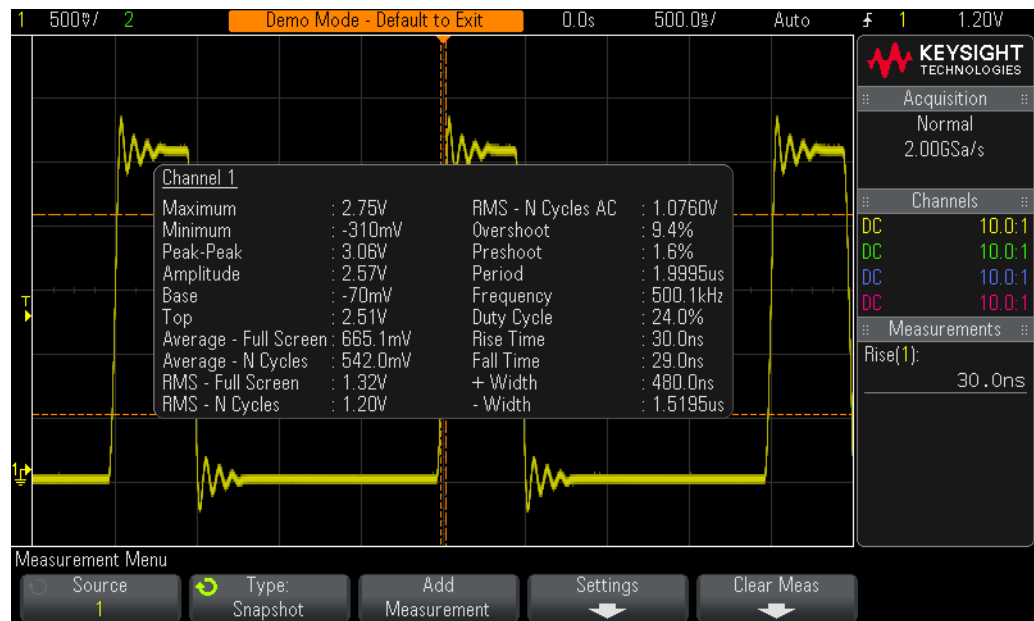 1 500mV/ 2 Demo Mode - Default to Exit 0.0s 500.0ns/ Auto 1 1.20V
KEYSIGHT
TECHNOLOGIES
Acquisition
Normal
2.00GSa/s
Channels
DC 10.0:1
DC 10.0:1
DC 10.0:1
DC 10.0:1
Measurements
Rise(1):
30.0ns
Channel 1
Maximum : 2.75V RMS - N Cycles AC : 1.0760V
Minimum : -310mV Overshoot : 9.4%
Peak-Peak : 3.06V Preshoot : 1.6%
Amplitude : 2.57V Period : 1.9995us
Base : -70mV Frequency : 500.1kHz
Top : 2.51V Duty Cycle : 24.0%
Average - Full Screen : 665.1mV Rise Time : 30.0ns
Average - N Cycles : 542.0mV Fall Time : 29.0ns
RMS - Full Screen : 1.32V + Width : 480.0ns
RMS - N Cycles : 1.20V - Width : 1.5195us
T
1
Measurement Menu
Source
1
Type:
Snapshot
Add
Measurement
Settings
Clear Meas